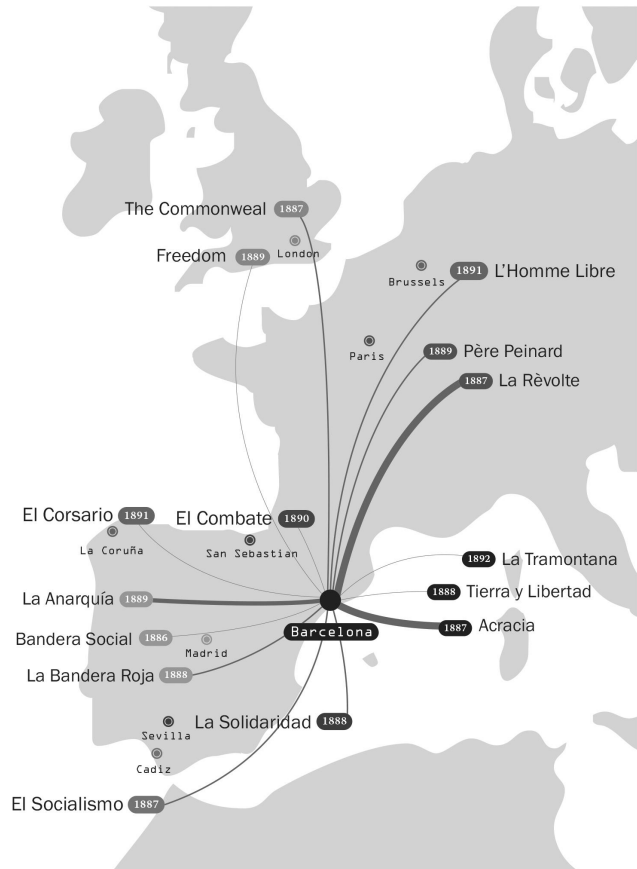 The Commonweal 1887
Freedom 1889 London
Brussels 1891 L'Homme Libre
Paris 1889 Père Peinard
1887 La Rèvolte
El Corsario 1891 El Combate 1890
La Coruña San Sebastian
1892 La Tramontana
La Anarquía 1889 1888 Tierra y Libertad
Barcelona 1887 Acracia
Bandera Social 1886 Madrid
La Bandera Roja 1888
La Solidaridad 1888
Sevilla
Cadiz
El Socialismo 1887